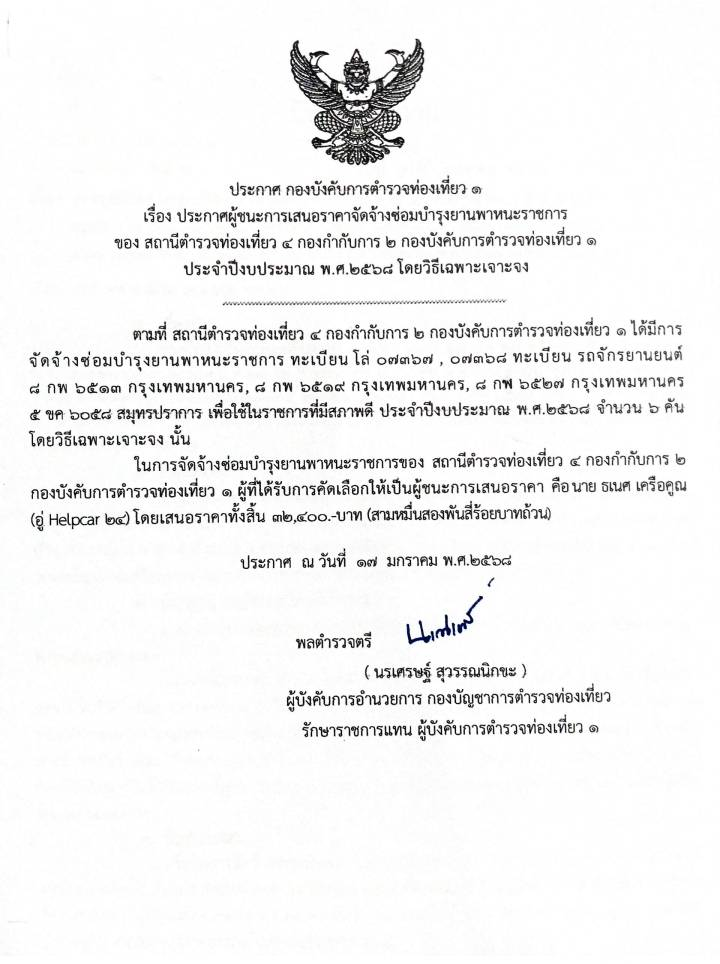 ประกาศ กองบังคับการตำรวจท่องเที่ยว ๑
เรื่อง ประกาศผู้ชนะการเสนอราคาจัดจ้างซ่อมบำรุงยานพาหนะราชการ
ของ สถานีตำรวจท่องเที่ยว ๔ กองกำกับการ ๒ กองบังคับการตำรวจท่องเที่ยว ๑
ประจำปีงบประมาณ พ.ศ.๒๕๖๘ โดยวิธีเฉพาะเจาะจง
ตามที่ สถานีตำรวจท่องเที่ยว ๔ กองกำกับการ ๒ กองบังคับการตำรวจท่องเที่ยว ๑ ได้มีการ
จัดจ้างซ่อมบำรุงยานพาหนะราชการ ทะเบียน โล่ ๐๗๓๖๗ , ๐๗๓๖๘ ทะเบียน รถจักรยานยนต์
๘ กพ ๖๕๑๓ กรุงเทพมหานคร, ๘ กพ ๖๕๑๙ กรุงเทพมหานคร, ๘ กพ ๖๕๒๗ กรุงเทพมหานคร
๕ ขค ๖๐๕๘ สมุทรปราการ เพื่อใช้ในราชการที่มีสภาพดี ประจำปีงบประมาณ พ.ศ.๒๕๖๘ จำนวน ๖ คัน
โดยวิธีเฉพาะเจาะจง นั้น
ในการจัดจ้างซ่อมบำรุงยานพาหนะราชการของ สถานีตำรวจท่องเที่ยว ๔ กองกำกับการ ๒
กองบังคับการตำรวจท่องเที่ยว ๑ ผู้ที่ได้รับการคัดเลือกให้เป็นผู้ชนะการเสนอราคา คือนาย ธเนศ เครือคูณ
(อู่ Helpcar ๒๔) โดยเสนอราคาทั้งสิ้น ๓๒,๔๐๐.-บาท (สามหมื่นสองพันสี่ร้อยบาทถ้วน)
ประกาศ ณ วันที่ ๑๗ มกราคม พ.ศ.๒๕๖๘
พลตำรวจตรี
( นรเศรษฐ์ สุวรรณนิกขะ )
ผู้บังคับการอำนวยการ กองบัญชาการตำรวจท่องเที่ยว
รักษาราชการแทน ผู้บังคับการตำรวจท่องเที่ยว ๑